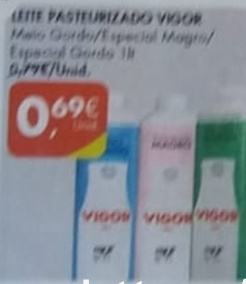 LEITE PASTEURIZADO VIGOR
Meio Gordo/Especial Magro/
Especial Gordo 1lt
0,79€/Unid.
0,69€
Unid.
MAGRO
VIGOR VIGOR VIGOR